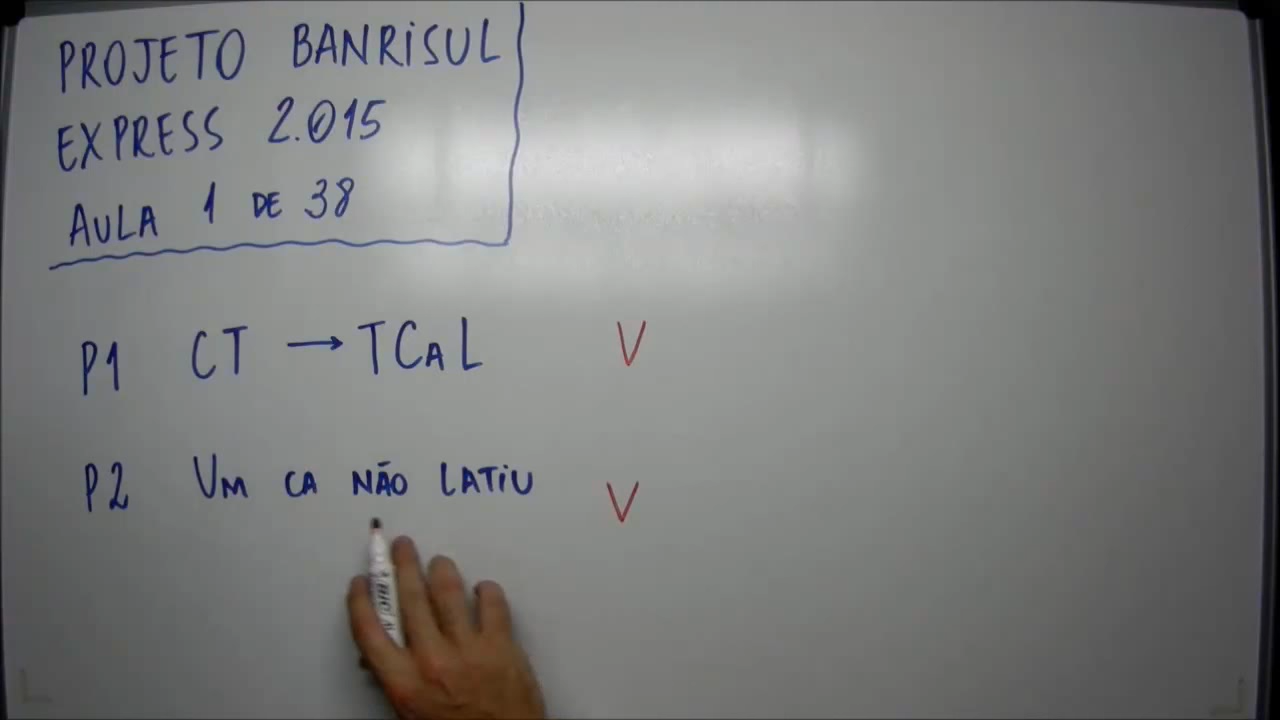 PROJETO BANRiSUL
EXPRESS 2.015
AULA 1 DE 38
P1 CT → TCAL V
P2 UM CA NÃO LATiU V